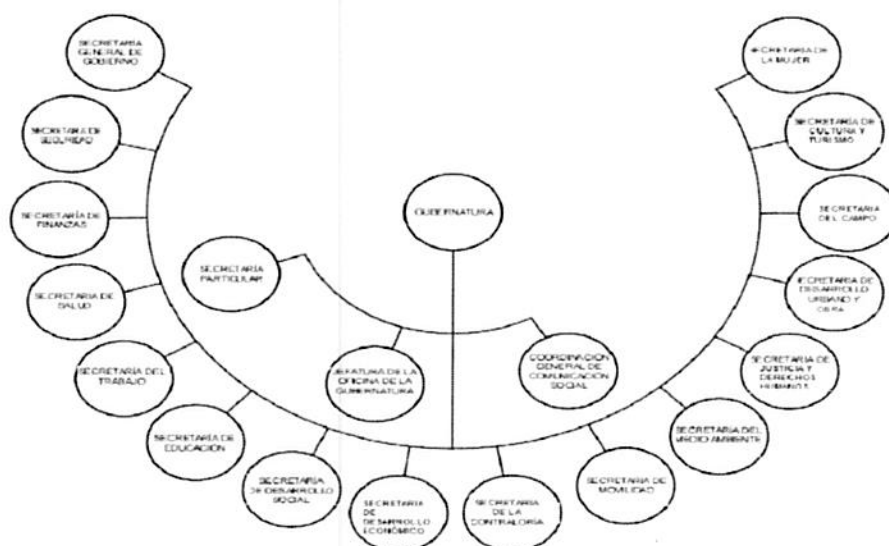 SECRETARÍA
GENERAL DE
GOBIERNO
SECRETARÍA DE
SEGURIDAD
SECRETARÍA DE
FINANZAS
SECRETARÍA DE
SALUD
SECRETARÍA DEL
TRABAJO
SECRETARÍA DE
EDUCACIÓN
SECRETARÍA
DE DESARROLLO
SOCIAL
SECRETARÍA
DE
DESARROLLO
ECONÓMICO
SECRETARÍA
DE LA
CONTRALORÍA
SECRETARÍA DE
MOVILIDAD
SECRETARÍA DEL
MEDIO AMBIENTE
SECRETARÍA DE
JUSTICIA Y
DERECHOS
HUMANOS
SECRETARÍA DE
DESARROLLO
URBANO Y
OBRA
SECRETARÍA
DEL CAMPO
SECRETARÍA DE
CULTURA Y
TURISMO
SECRETARÍA DE
LA MUJER
GUBERNATURA
SECRETARÍA
PARTICULAR
JEFATURA DE LA
OFICINA DE LA
GUBERNATURA
COORDINACIÓN
GENERAL DE
COMUNICACIÓN
SOCIAL